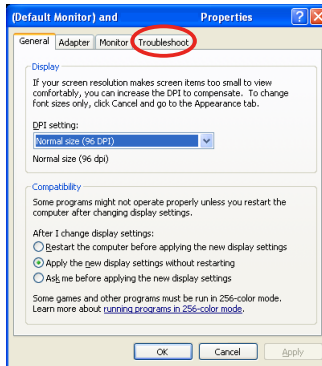 (Default Monitor) and Properties
General Adapter Monitor Troubleshoot
Display
If your screen resolution makes screen items too small to view
comfortably, you can increase the DPI to compensate. To change
font sizes only, click Cancel and go to the Appearance tab.
DPI setting:
Normal size (96 DPI)
Normal size (96 dpi)
Compatibility
Some programs might not operate properly unless you restart the
computer after changing display settings.
After I change display settings:
Restart the computer before applying the new display settings
Apply the new display settings without restarting
Ask me before applying the new display settings
Some games and other programs must be run in 256-color mode.
Learn more about running programs in 256-color mode.
OK Cancel Apply